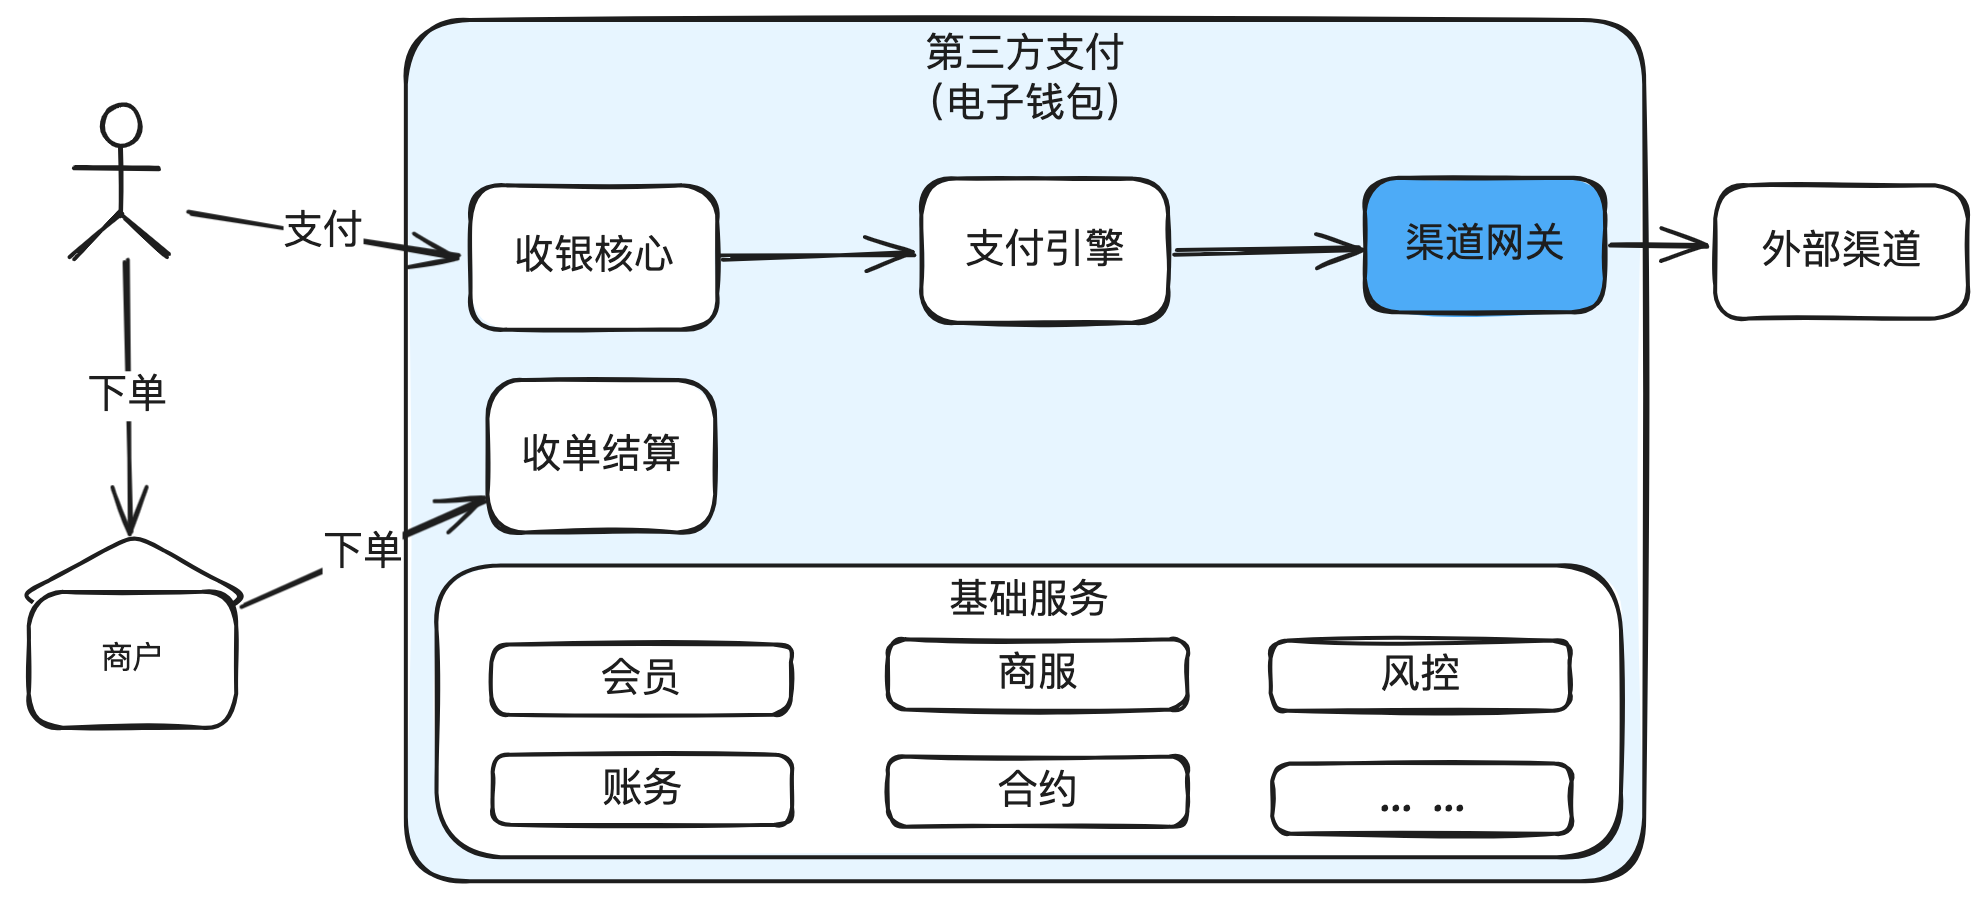 第三方支付
(电子钱包)
支付
收银核心
支付引擎
渠道网关
外部渠道
下单
收单结算
下单
商户
基础服务
会员
商服
风控
账务
合约
... ...